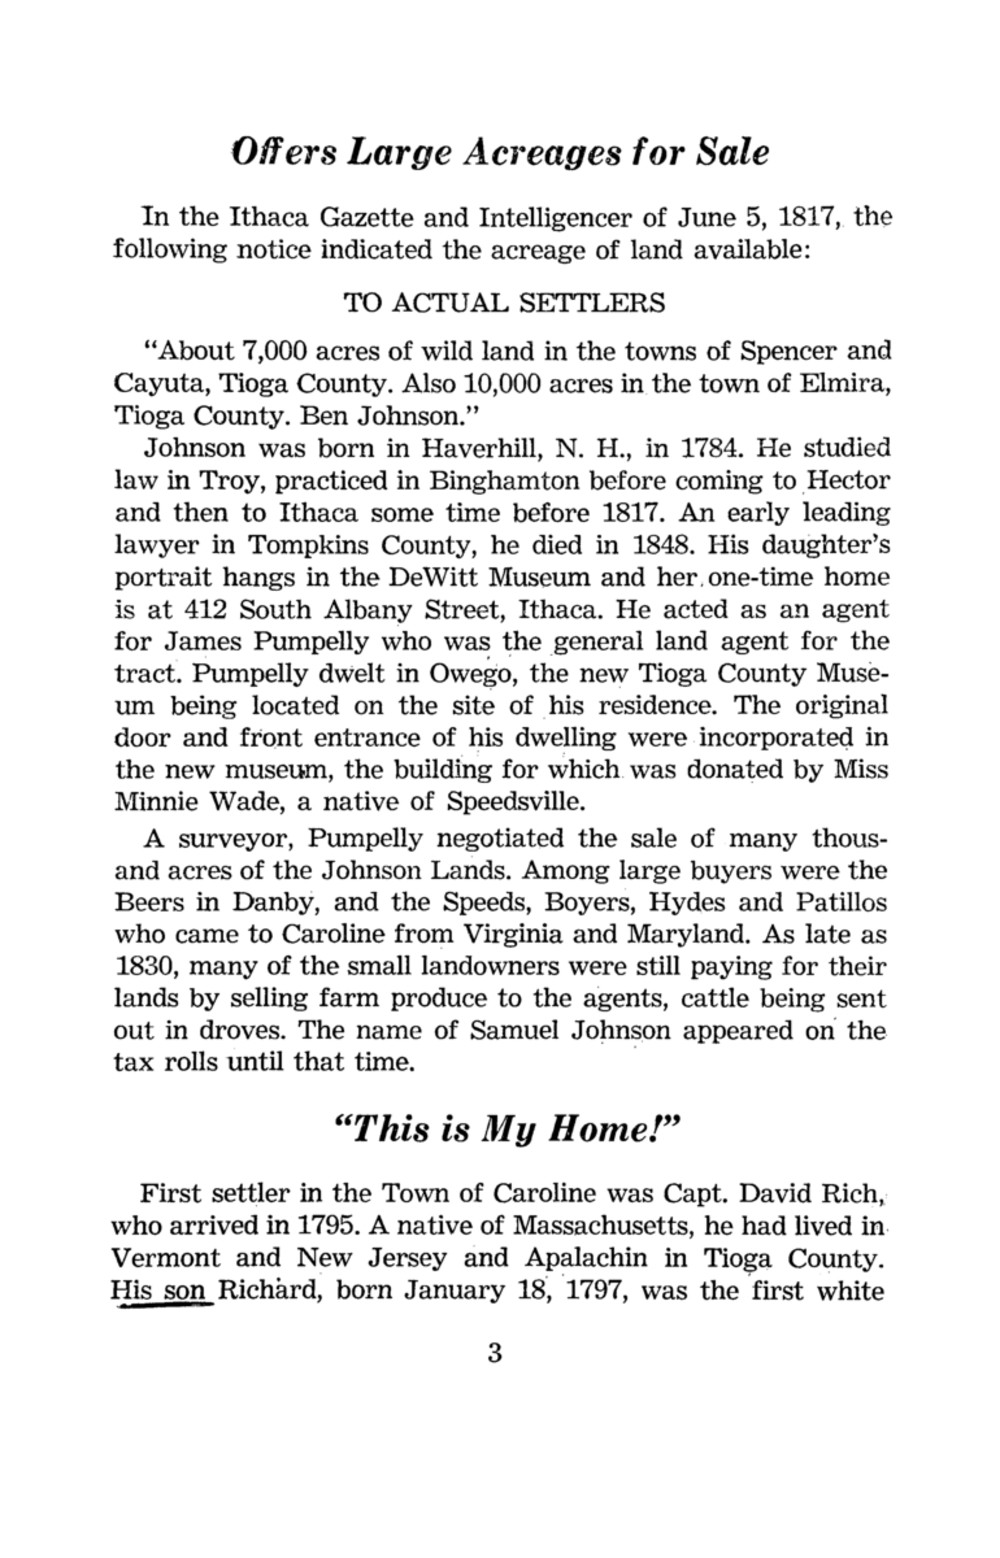 Offers Large Acreages for Sale
In the Ithaca Gazette and Intelligencer of June 5, 1817, the
following notice indicated the acreage of land available:
TO ACTUAL SETTLERS
“About 7,000 acres of wild land in the towns of Spencer and
Cayuta, Tioga County. Also 10,000 acres in the town of Elmira,
Tioga County. Ben Johnson.”
Johnson was born in Haverhill, N. H., in 1784. He studied
law in Troy, practiced in Binghamton before coming to Hector
and then to Ithaca some time before 1817. An early leading
lawyer in Tompkins County, he died in 1848. His daughter’s
portrait hangs in the DeWitt Museum and her one-time home
is at 412 South Albany Street, Ithaca. He acted as an agent
for James Pumpelly who was the general land agent for the
tract. Pumpelly dwelt in Owego, the new Tioga County Muse-
um being located on the site of his residence. The original
door and front entrance of his dwelling were incorporated in
the new museum, the building for which was donated by Miss
Minnie Wade, a native of Speedsville.
A surveyor, Pumpelly negotiated the sale of many thous-
and acres of the Johnson Lands. Among large buyers were the
Beers in Danby, and the Speeds, Boyers, Hydes and Patillos
who came to Caroline from Virginia and Maryland. As late as
1830, many of the small landowners were still paying for their
lands by selling farm produce to the agents, cattle being sent
out in droves. The name of Samuel Johnson appeared on the
tax rolls until that time.
“This is My Home!”
First settler in the Town of Caroline was Capt. David Rich,
who arrived in 1795. A native of Massachusetts, he had lived in
Vermont and New Jersey and Apalachin in Tioga County.
His son Richard, born January 18, 1797, was the first white
3